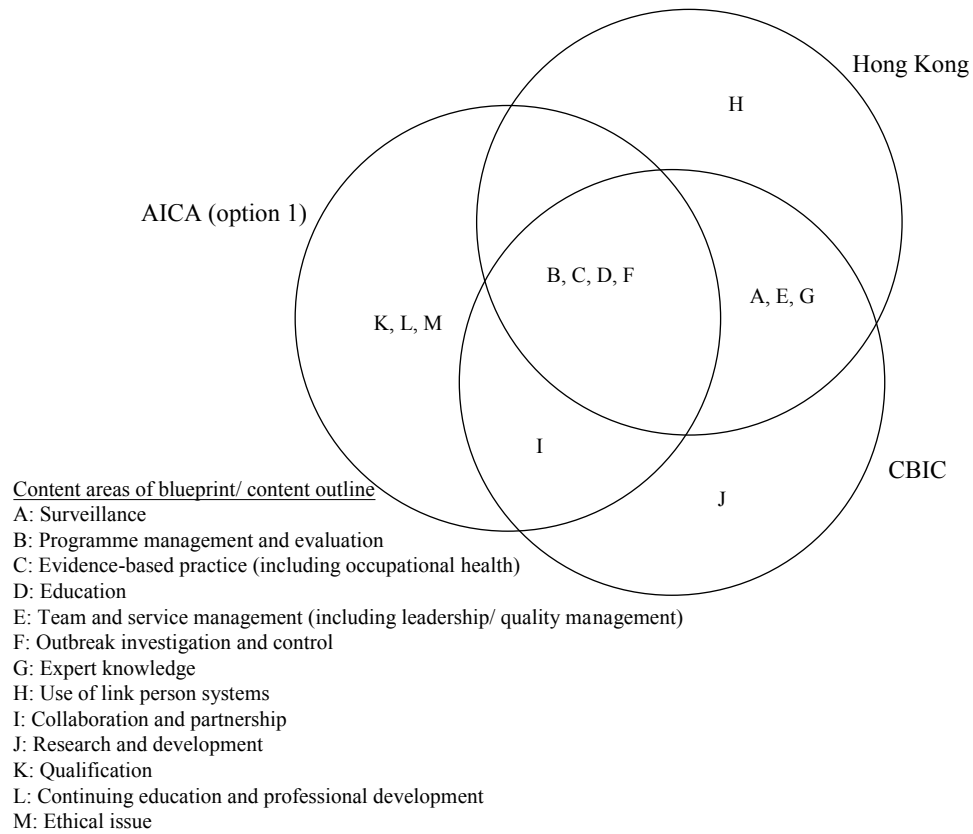 Hong Kong
H
AICA (option 1)
B, C, D, F
A, E, G
K, L, M
I
CBIC
J
Content areas of blueprint/ content outline
A: Surveillance
B: Programme management and evaluation
C: Evidence-based practice (including occupational health)
D: Education
E: Team and service management (including leadership/ quality management)
F: Outbreak investigation and control
G: Expert knowledge
H: Use of link person systems
I: Collaboration and partnership
J: Research and development
K: Qualification
L: Continuing education and professional development
M: Ethical issue